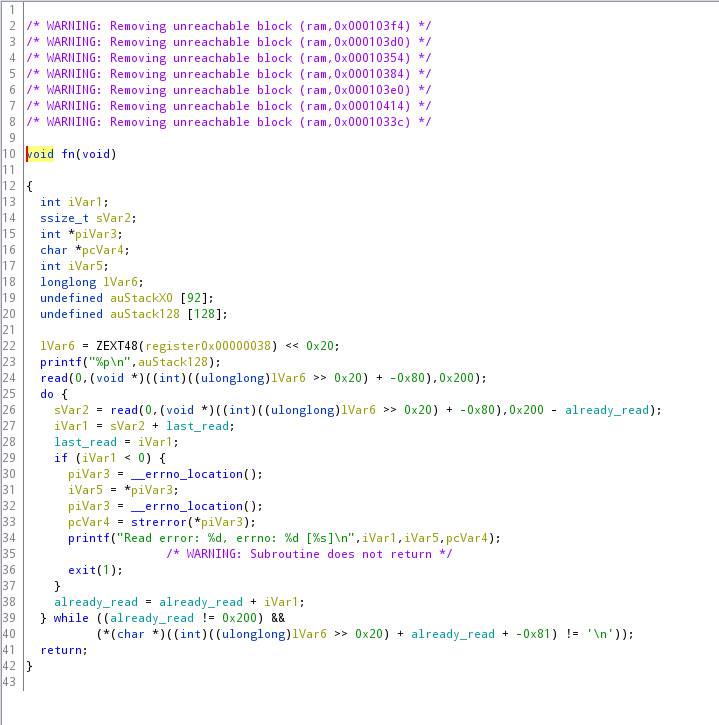 1
2 /* WARNING: Removing unreachable block (ram,0x000103f4) */
3 /* WARNING: Removing unreachable block (ram,0x000103d0) */
4 /* WARNING: Removing unreachable block (ram,0x00010354) */
5 /* WARNING: Removing unreachable block (ram,0x00010384) */
6 /* WARNING: Removing unreachable block (ram,0x000103e0) */
7 /* WARNING: Removing unreachable block (ram,0x00010414) */
8 /* WARNING: Removing unreachable block (ram,0x0001033c) */
9
10 void fn(void)
11
12 {
13   int iVar1;
14   ssize_t sVar2;
15   int *piVar3;
16   char *pcVar4;
17   int iVar5;
18   longlong lVar6;
19   undefined auStackX0 [92];
20   undefined auStack128 [128];
21
22   lVar6 = ZEXT48(register0x00000038) << 0x20;
23   printf("%p\n",auStack128);
24   read(0,(void *)((int)((ulonglong)lVar6 >> 0x20) + -0x80),0x200);
25   do {
26     sVar2 = read(0,(void *)((int)((ulonglong)lVar6 >> 0x20) + -0x80),0x200 - already_read);
27     iVar1 = sVar2 + last_read;
28     last_read = iVar1;
29     if (iVar1 < 0) {
30       piVar3 = __errno_location();
31       iVar5 = *piVar3;
32       piVar3 = __errno_location();
33       pcVar4 = strerror(*piVar3);
34       printf("Read error: %d, errno: %d [%s]\n",iVar1,iVar5,pcVar4);
35                     /* WARNING: Subroutine does not return */
36       exit(1);
37     }
38     already_read = already_read + iVar1;
39   } while ((already_read != 0x200) &&
40           (*(char *)((int)((ulonglong)lVar6 >> 0x20) + already_read + -0x81) != '\n'));
41   return;
42 }
43